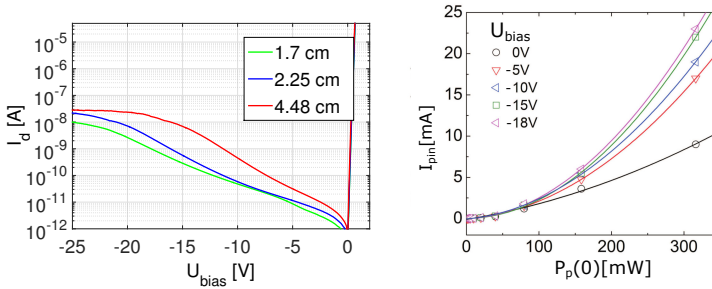 10^-5
10^-6
10^-7
10^-8
10^-9
10^-10
10^-11
10^-12
I_d [A]
-25
-20
-15
-10
-5
0
U_bias [V]
1.7 cm
2.25 cm
4.48 cm
25
20
15
10
5
0
I_pin [mA]
0
100
200
300
P_p(0)[mW]
U_bias
0V
-5V
-10V
-15V
-18V